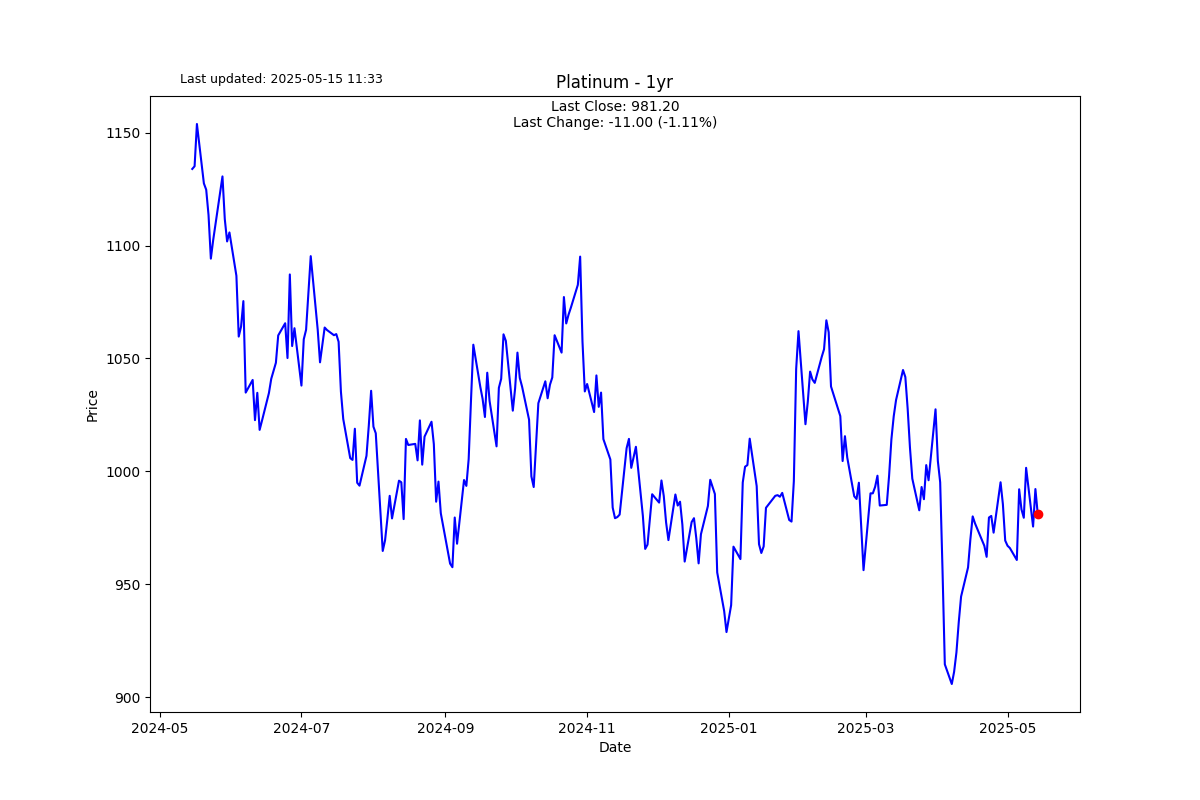 Last updated: 2025-05-15 11:33
Platinum - 1yr
Last Close: 981.20
Last Change: -11.00 (-1.11%)
1150
1100
1050
1000
950
900
Price
2024-05
2024-07
2024-09
2024-11
2025-01
2025-03
2025-05
Date